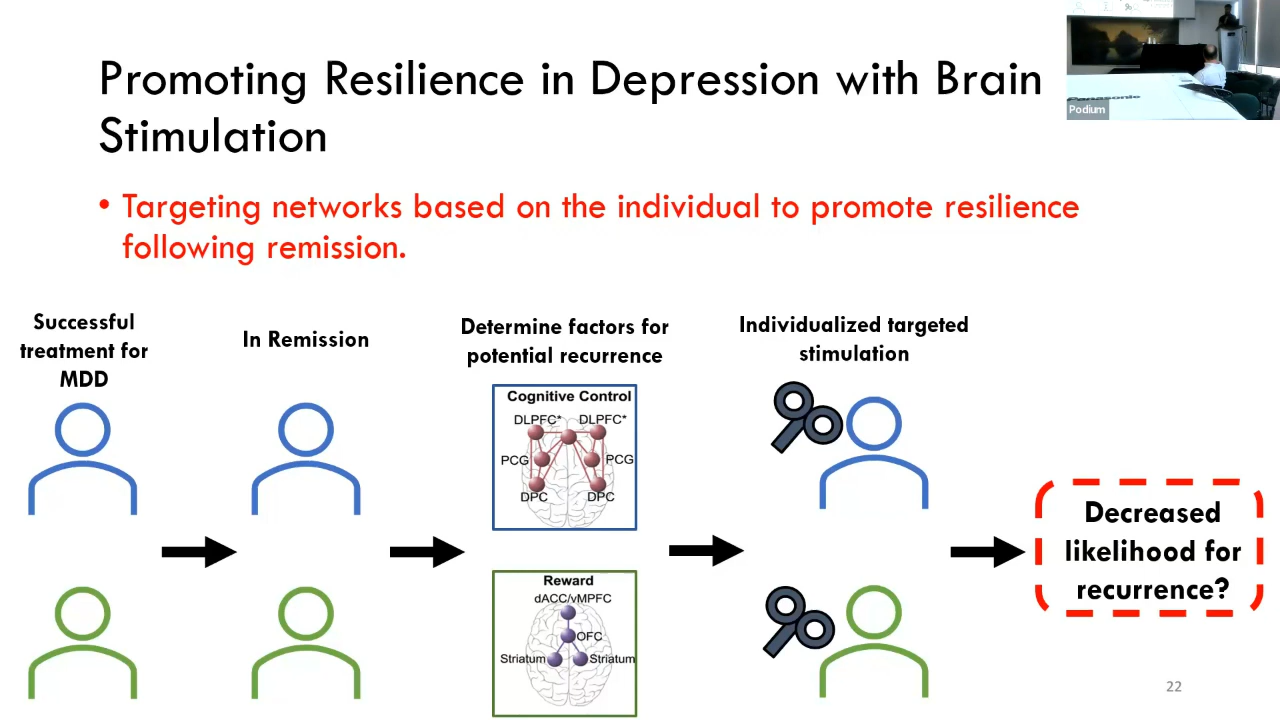 Promoting Resilience in Depression with Brain
Stimulation
• Targeting networks based on the individual to promote resilience
following remission.
Successful
treatment for
MDD
In Remission
Determine factors for
potential recurrence
Individualized targeted
stimulation
Cognitive Control
DLPFC* DLPFC*
PCG PCG
DPC DPC
Reward
dACC/vMPFC
OFC
Striatum Striatum
Decreased
likelihood for
recurrence?
22
Panasonic
Podium